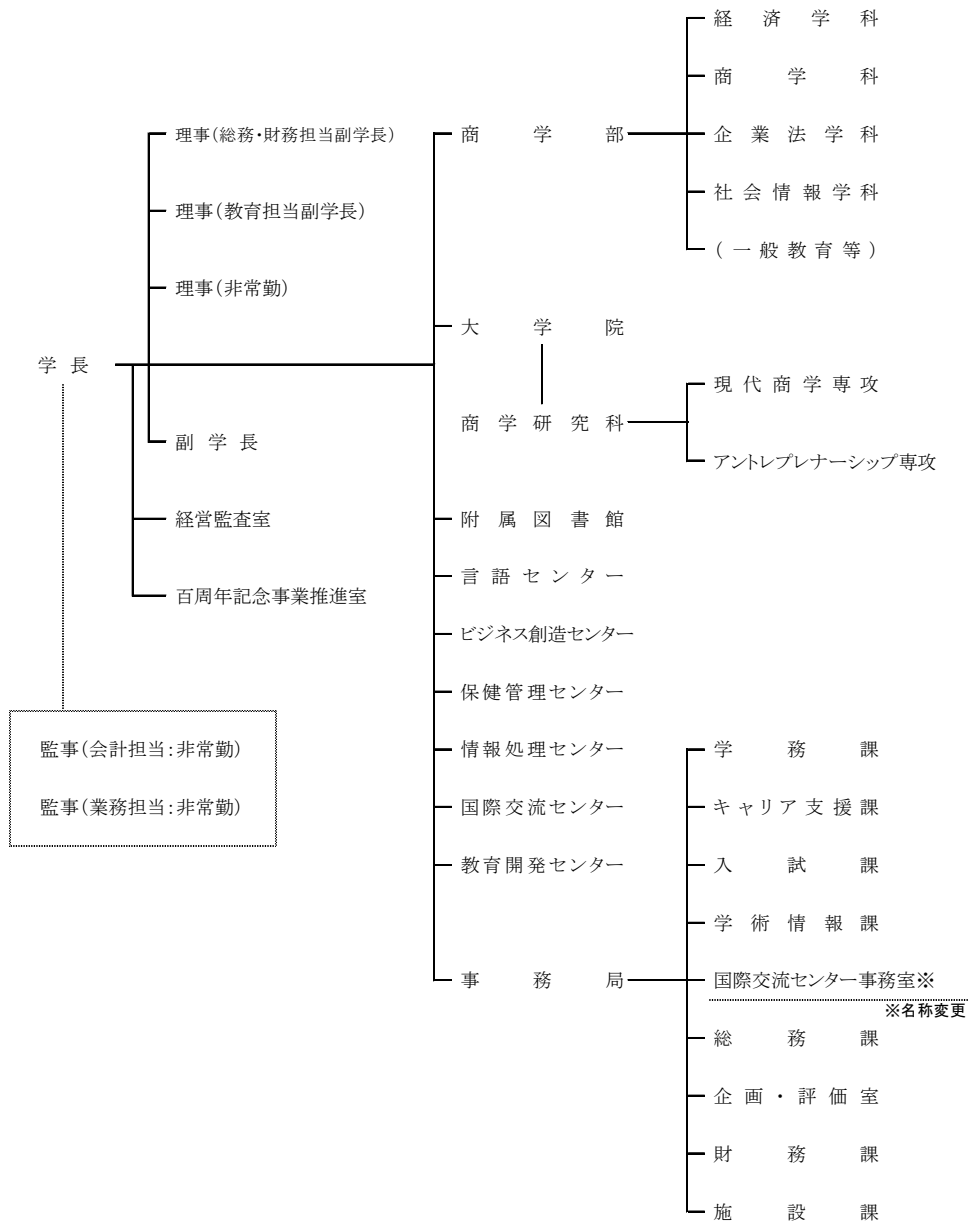 経済学科
商学科
理事(総務・財務担当副学長)
商学部
企業法学科
社会情報学科
理事(教育担当副学長)
(一般教育等)
理事(非常勤)
大学院
学長
現代商学専攻
商学研究科
副学長
アントレプレナーシップ専攻
経営監査室
附属図書館
言語センター
百周年記念事業推進室
ビジネス創造センター
保健管理センター
監事(会計担当:非常勤)
情報処理センター
学務課
監事(業務担当:非常勤)
国際交流センター
キャリア支援課
教育開発センター
入試課
学術情報課
事務局
国際交流センター事務室※
※名称変更
総務課
企画・評価室
財務課
施設課